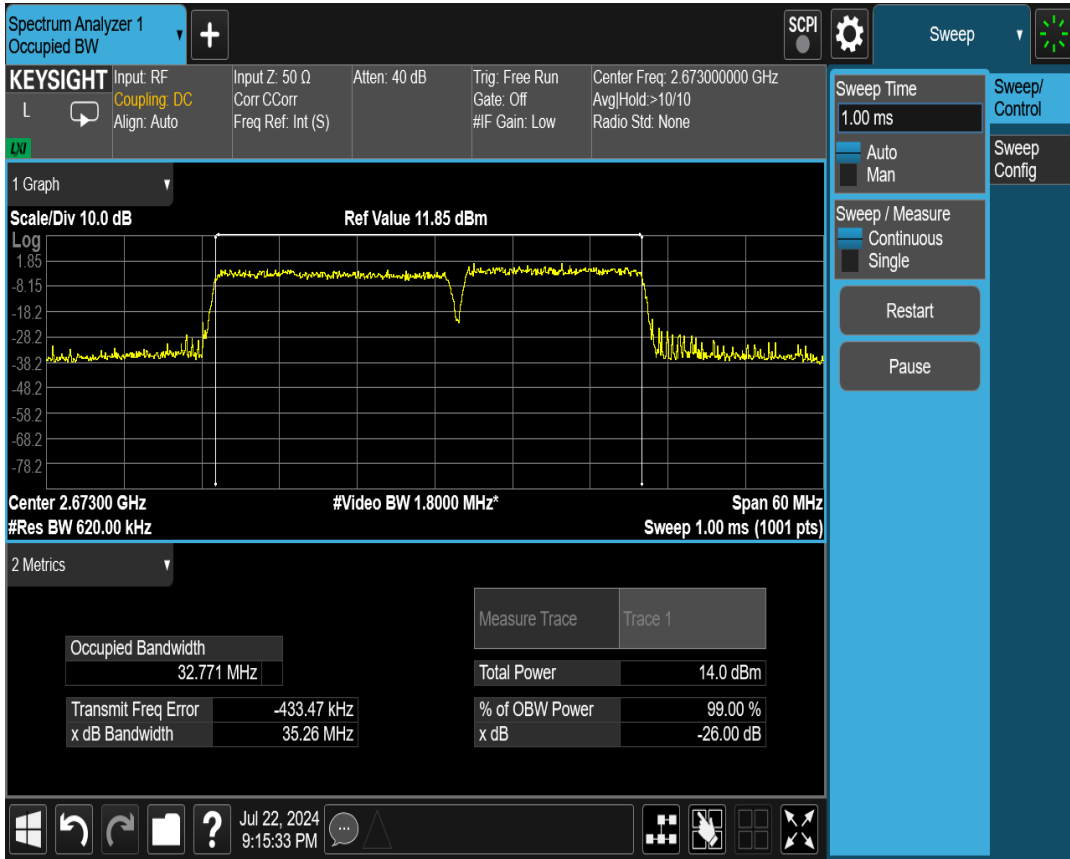 Spectrum Analyzer 1
Occupied BW
SCPI
Sweep
KEYSIGHT
L
LXI
Input: RF
Coupling: DC
Align: Auto
Input Z: 50 Ω
Corr CCorr
Freq Ref: Int (S)
Atten: 40 dB
Trig: Free Run
Gate: Off
#IF Gain: Low
Center Freq: 2.673000000 GHz
Avg|Hold:>10/10
Radio Std: None
Sweep Time
1.00 ms
Auto
Man
Sweep / Measure
Continuous
Single
Restart
Pause
Sweep/
Control
Sweep
Config
1 Graph
Scale/Div 10.0 dB
Ref Value 11.85 dBm
Log
1.85
-8.15
-18.2
-28.2
-38.2
-48.2
-58.2
-68.2
-78.2
Center 2.67300 GHz
#Video BW 1.8000 MHz*
Span 60 MHz
#Res BW 620.00 kHz
Sweep 1.00 ms (1001 pts)
2 Metrics
Measure Trace Trace 1
Occupied Bandwidth
32.771 MHz
Total Power 14.0 dBm
Transmit Freq Error -433.47 kHz
% of OBW Power 99.00 %
x dB Bandwidth 35.26 MHz
x dB -26.00 dB
Jul 22, 2024
9:15:33 PM